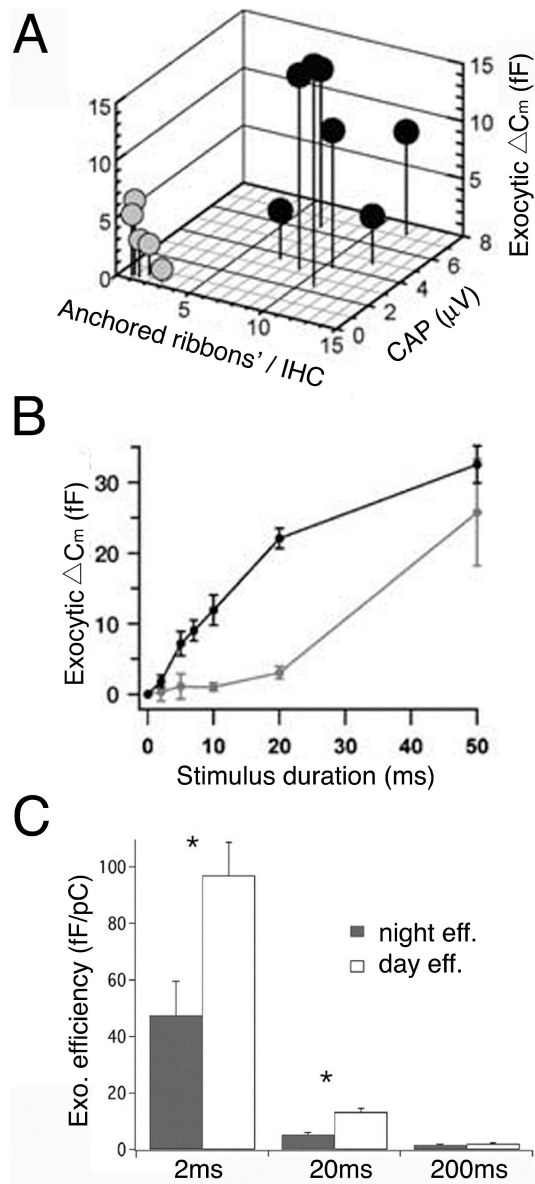 A
15
10
5
0
5
10
15
0
2
4
6
8
5
10
15
Anchored ribbons' / IHC
CAP (μV)
Exocytic △Cm (fF)
B
Exocytic △Cm (fF)
30
20
10
0
0 10 20 30 40 50
Stimulus duration (ms)
C
Exo. efficiency (fF/pC)
100
80
60
40
20
0
*
*
night eff.
day eff.
2ms 20ms 200ms